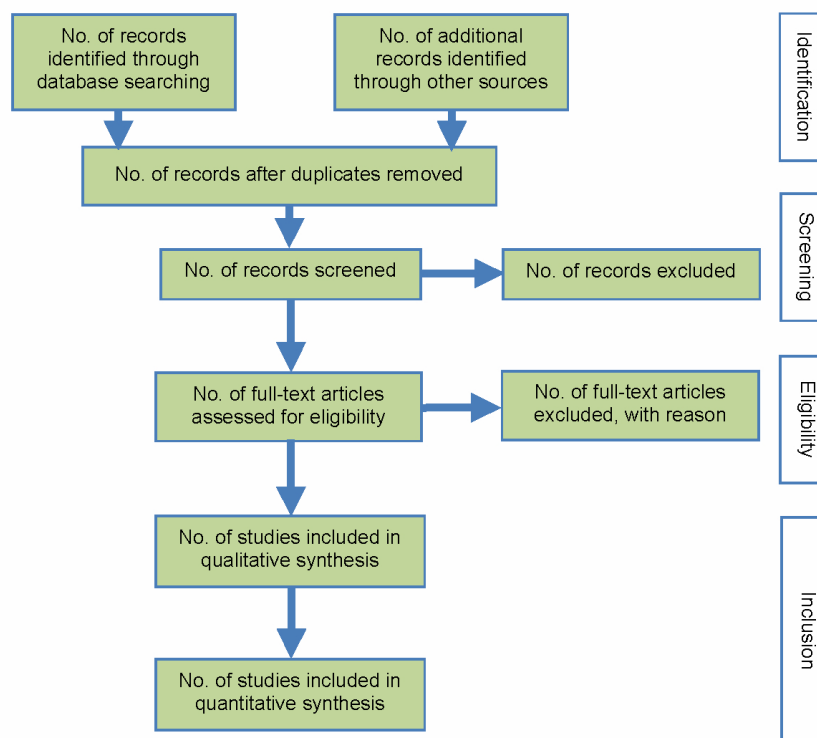 No. of records
identified through
database searching
No. of additional
records identified
through other sources
Identification
No. of records after duplicates removed
Screening
No. of records screened
No. of records excluded
Eligibility
No. of full-text articles
assessed for eligibility
No. of full-text articles
excluded, with reason
Inclusion
No. of studies included in
qualitative synthesis
No. of studies included in
quantitative synthesis